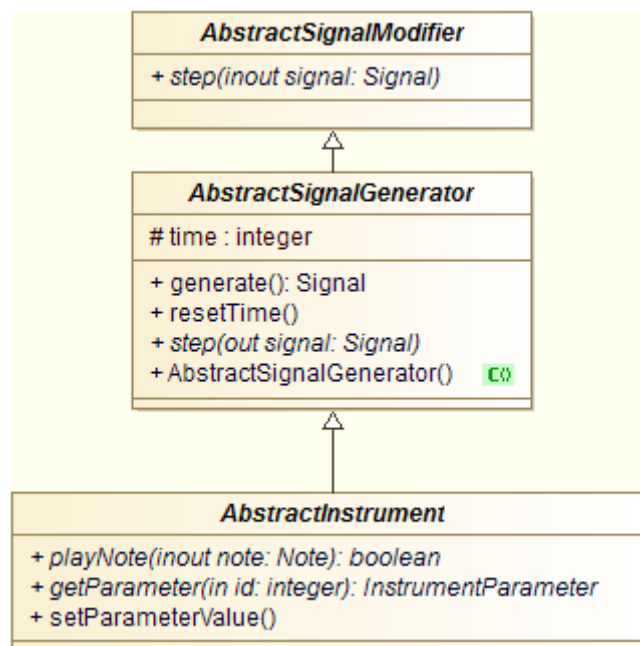 AbstractSignalModifier
+ step(inout signal: Signal)
AbstractSignalGenerator
# time : integer
+ generate(): Signal
+ resetTime()
+ step(out signal: Signal)
+ AbstractSignalGenerator() C()
AbstractInstrument
+ playNote(inout note: Note): boolean
+ getParameter(in id: integer): InstrumentParameter
+ setParameterValue()